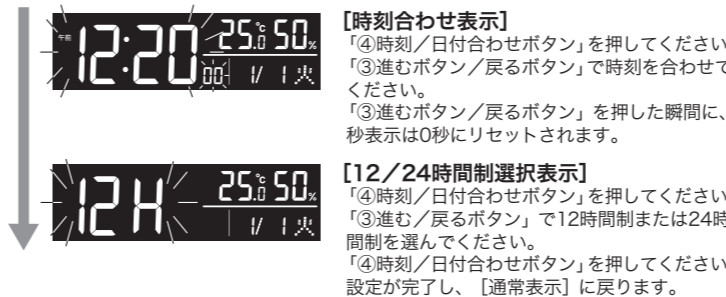 午前 12:20 25.0℃ 50%
00 1/ 1火
[時刻合わせ表示]
「④時刻／日付合わせボタン」を押してください
「③進むボタン／戻るボタン」で時刻を合わせて
ください。
「③進むボタン／戻るボタン」を押した瞬間に、
秒表示は0秒にリセットされます。
12H 25.0℃ 50%
1/ 1火
[12／24時間制選択表示]
「④時刻／日付合わせボタン」を押してください
「③進む／戻るボタン」で12時間制または24時
間制を選んでください。
「④時刻／日付合わせボタン」を押してください
設定が完了し、［通常表示］に戻ります。